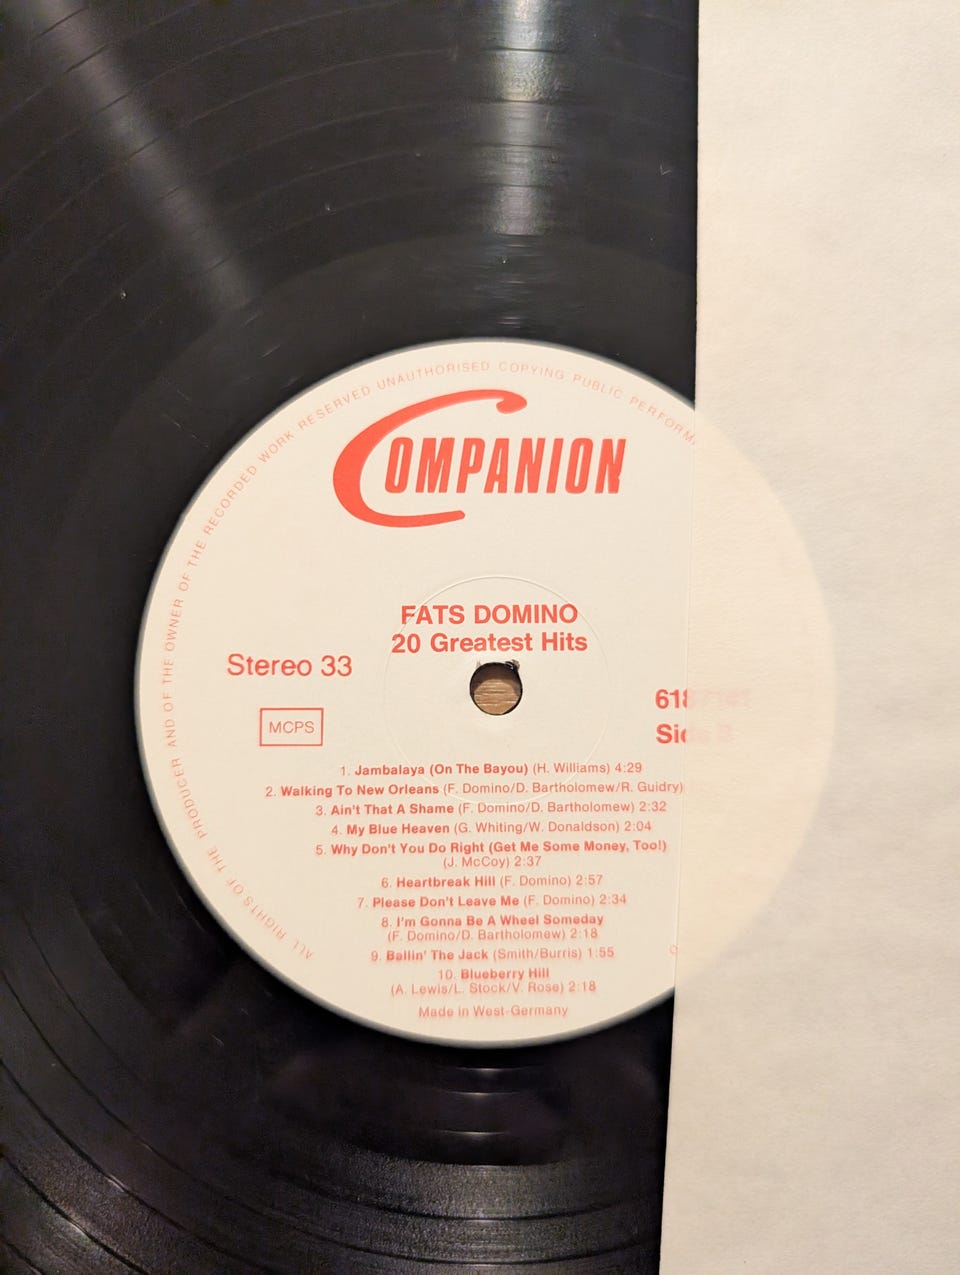 ALL RIGHTS OF THE PRODUCER AND OF THE OWNER OF THE RECORDED WORK RESERVED UNAUTHORISED COPYING PUBLIC
COMPANION
FATS DOMINO
20 Greatest Hits
Stereo 33
MCPS
Side B
1. Jambalaya (On The Bayou) (H. Williams) 4:29
2. Walking To New Orleans (F. Domino/D. Bartholomew/R. Guidry)
3. Ain't That A Shame (F. Domino/D. Bartholomew) 2:32
4. My Blue Heaven (G. Whiting/W. Donaldson) 2:04
5. Why Don't You Do Right (Get Me Some Money, Too!)
(J. McCoy) 2:37
6. Heartbreak Hill (F. Domino) 2:57
7. Please Don't Leave Me (F. Domino) 2:34
8. I'm Gonna Be A Wheel Someday
(F. Domino/D. Bartholomew) 2:18
9. Ballin' The Jack (Smith/Burris) 1:55
10. Blueberry Hill
(A. Lewis/L. Stock/V. Rose) 2:18
Made in West-Germany